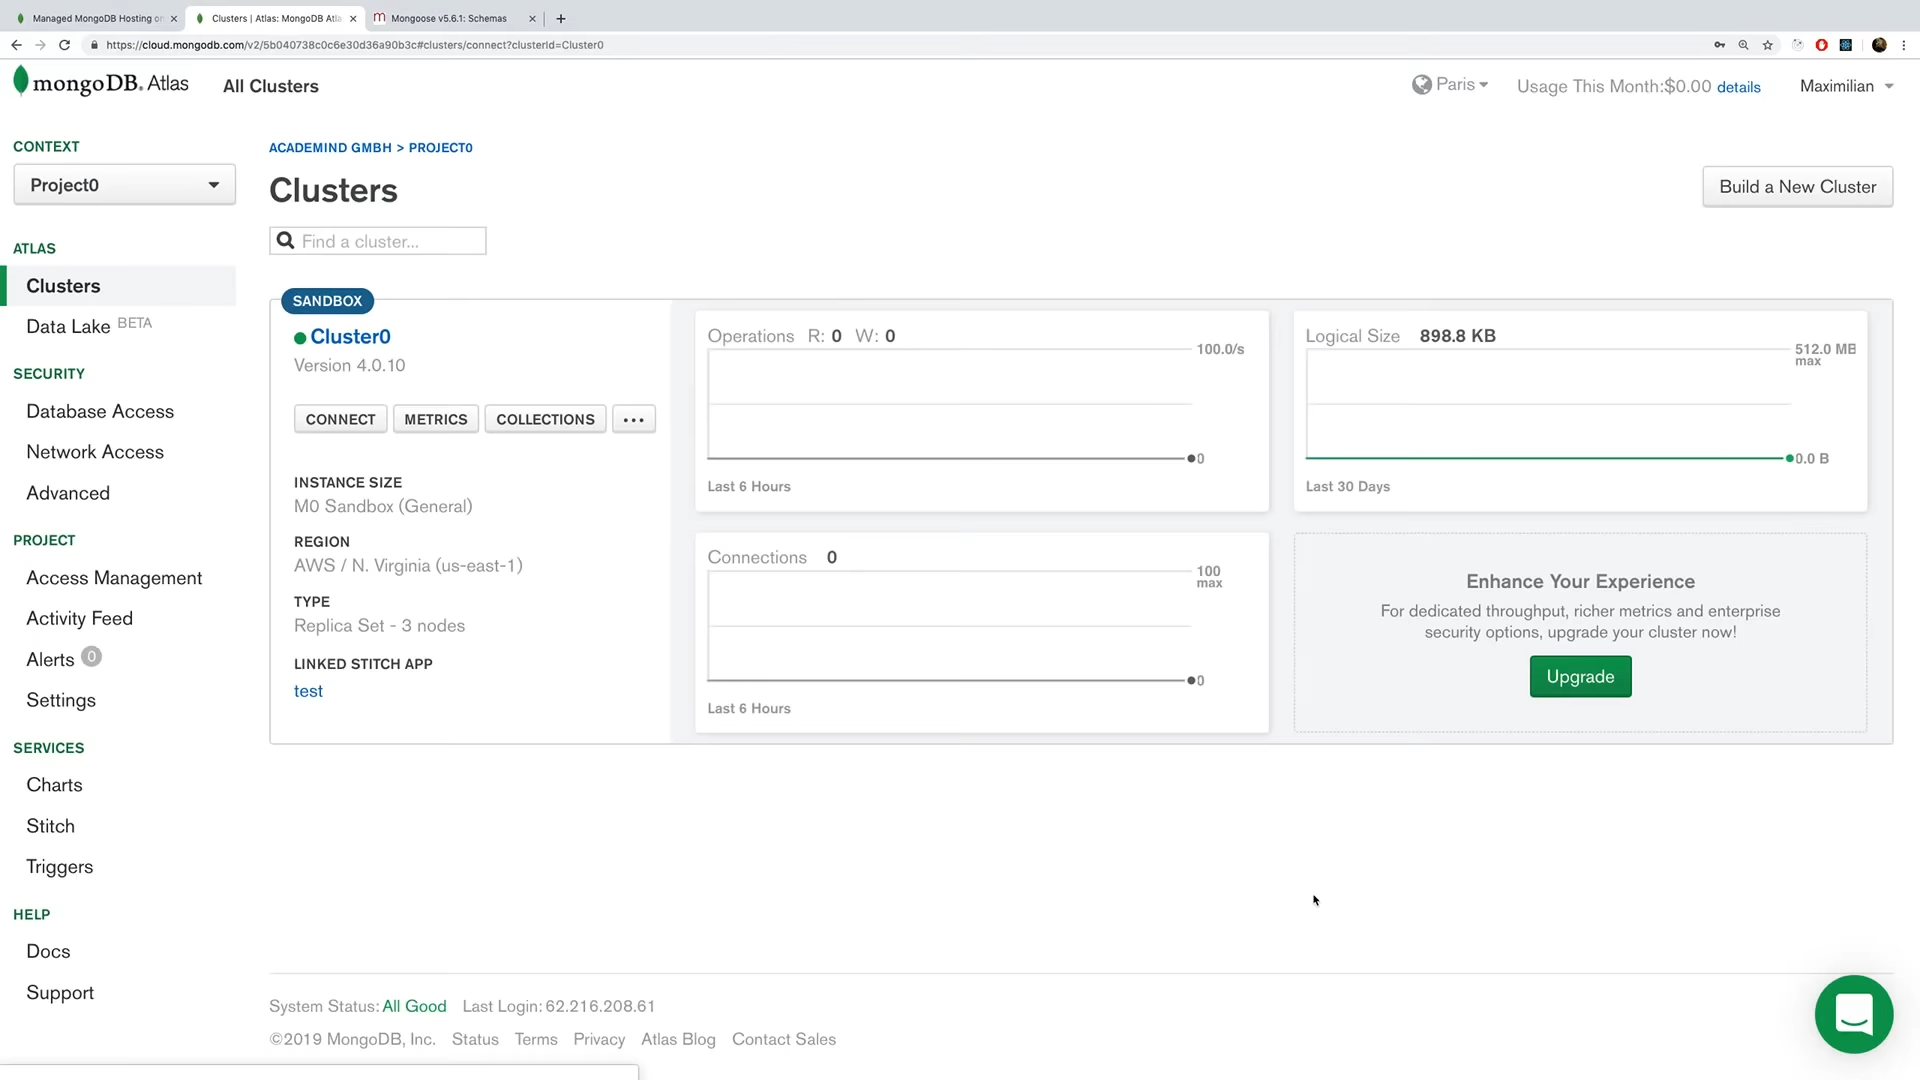 Managed MongoDB Hosting on
Clusters | Atlas: MongoDB Atla
Mongoose v5.6.1: Schemas
https://cloud.mongodb.com/v2/5b040738c0c6e30d36a90b3c#clusters/connect?clusterId=Cluster0
mongoDB. Atlas
All Clusters
Paris
Usage This Month:$0.00 details
Maximilian
CONTEXT
Project0
ATLAS
Clusters
Data Lake BETA
SECURITY
Database Access
Network Access
Advanced
PROJECT
Access Management
Activity Feed
Alerts 0
Settings
SERVICES
Charts
Stitch
Triggers
HELP
Docs
Support
ACADEMIND GMBH > PROJECT0
Clusters
Build a New Cluster
Find a cluster...
SANDBOX
Cluster0
Version 4.0.10
CONNECT METRICS COLLECTIONS ...
INSTANCE SIZE
M0 Sandbox (General)
REGION
AWS / N. Virginia (us-east-1)
TYPE
Replica Set - 3 nodes
LINKED STITCH APP
test
Operations R: 0 W: 0
100.0/s
0
Last 6 Hours
Logical Size 898.8 KB
512.0 MB
max
0.0 B
Last 30 Days
Connections 0
100
max
0
Last 6 Hours
Enhance Your Experience
For dedicated throughput, richer metrics and enterprise
security options, upgrade your cluster now!
Upgrade
System Status: All Good Last Login: 62.216.208.61
©2019 MongoDB, Inc. Status Terms Privacy Atlas Blog Contact Sales